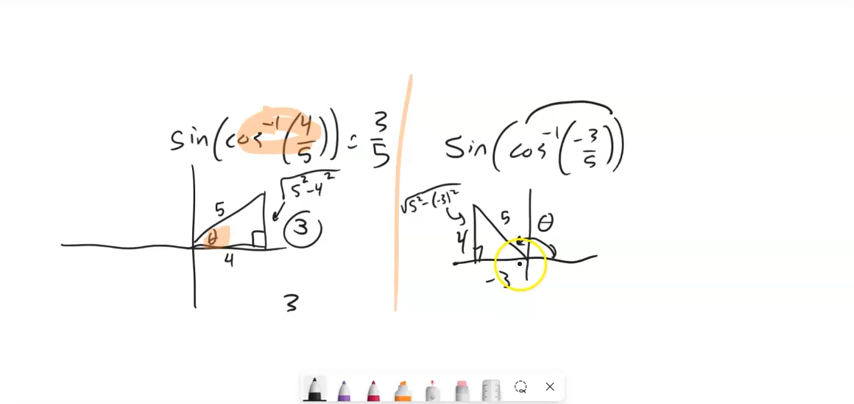 sin(cos⁻¹(4/5)) = 3/5
5
√5²-4²
θ
3
4
3
sin(cos⁻¹(-3/5))
√5²-(-3)²
5
θ
4
-3